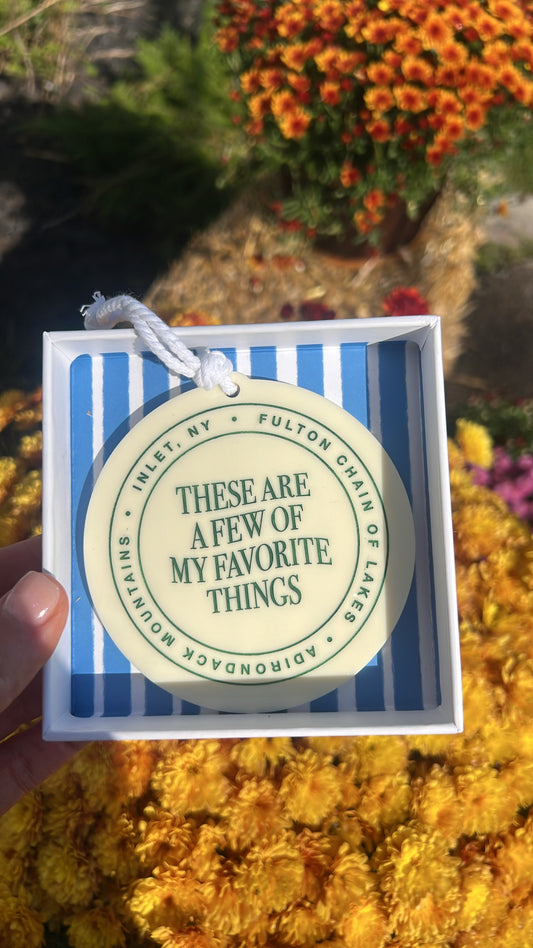 INLET, NY • FULTON CHAIN OF LAKES • ADIRONDACK MOUNTAINS •
THESE ARE
A FEW OF
MY FAVORITE
THINGS